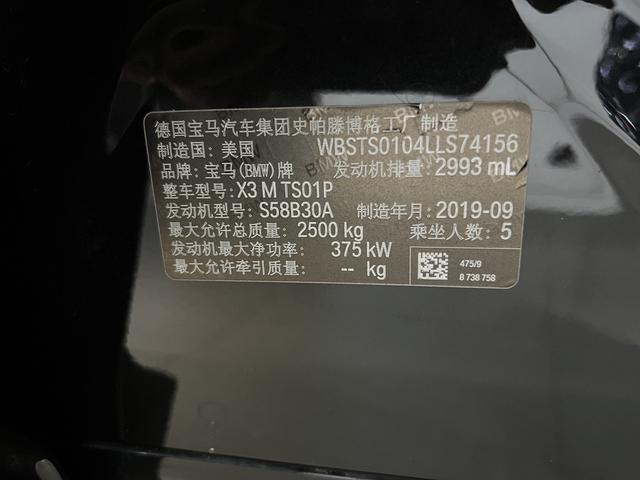 德国宝马汽车集团史帕滕博格工厂 制造
制造国: 美国 WBSTS0104LLS74156
品牌: 宝马(BMW)牌 发动机排量: 2993 mL
整车型号: X3 M TS01P
发动机型号: S58B30A 制造年月: 2019-09
最大允许总质量: 2500 kg 乘坐人数: 5
发动机最大净功率: 375 kW
最大允许牵引质量: -- kg
475/9
8 738 758